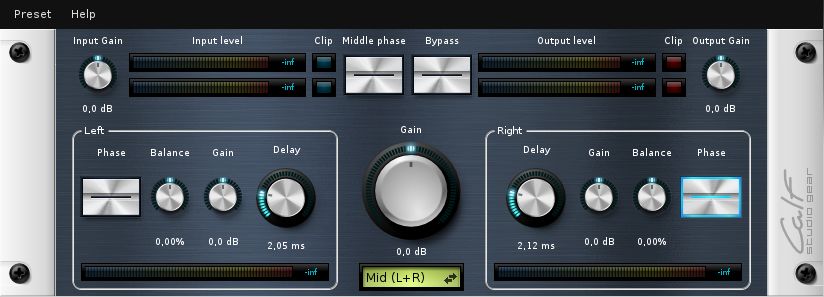 Preset Help
Input Gain Input level Clip Middle phase Bypass Output level Clip Output Gain
-inf -inf
-inf -inf
0,0 dB 0,0 dB
Left Gain Right
Phase Balance Gain Delay Delay Gain Balance Phase
0,00% 0,0 dB 2,05 ms 0,0 dB 2,12 ms 0,0 dB 0,00%
-inf Mid (L+R) -inf
Calf
studio gear